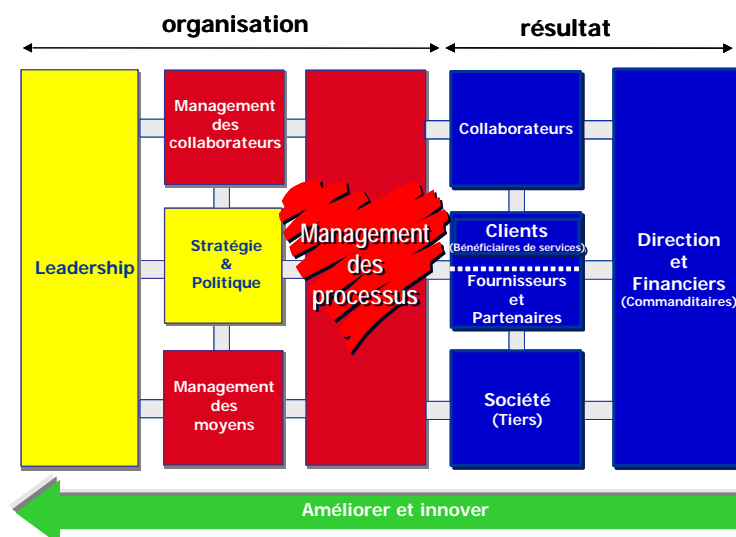 organisation
résultat
Leadership
Management
des
collaborateurs
Stratégie
&
Politique
Management
des
moyens
Management
des
processus
Collaborateurs
Clients
(Bénéficiaires de services)
Fournisseurs
et
Partenaires
Société
(Tiers)
Direction
et
Financiers
(Commanditaires)
Améliorer et innover